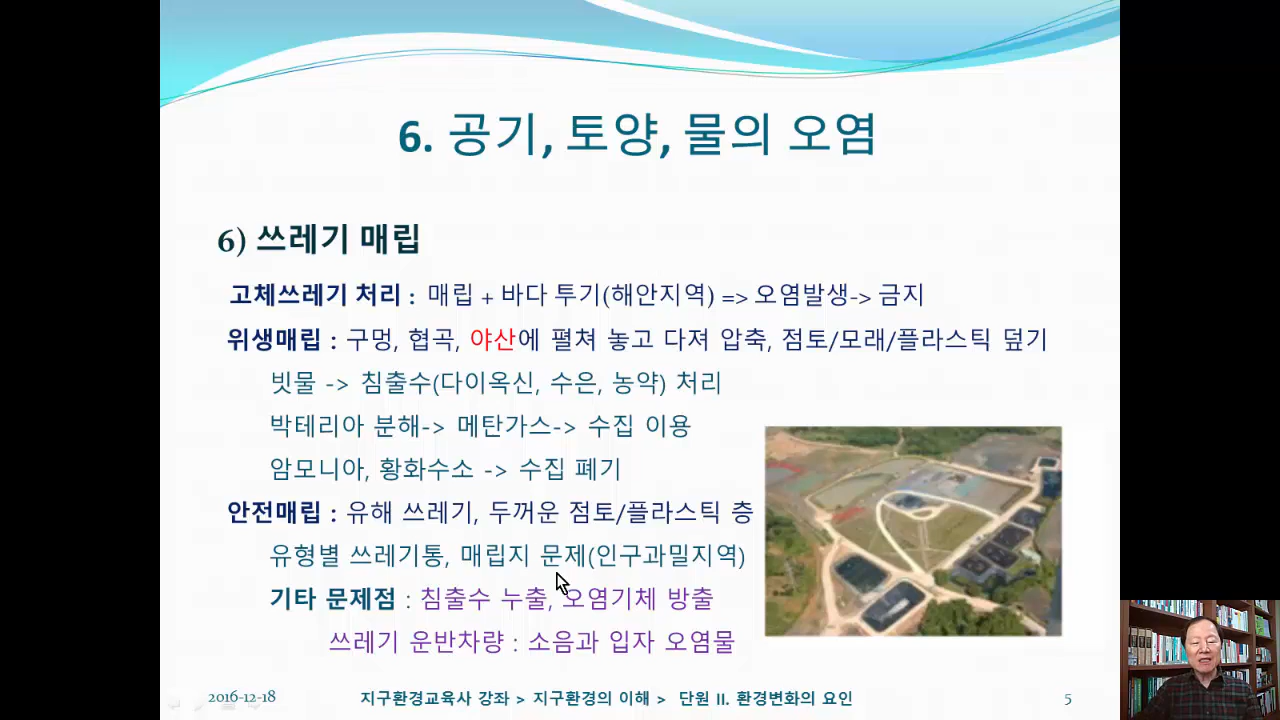 6. 공기, 토양, 물의 오염
6) 쓰레기 매립
고체쓰레기 처리 : 매립 + 바다 투기(해안지역) => 오염발생-> 금지
위생매립 : 구멍, 협곡, 야산에 펼쳐 놓고 다져 압축, 점토/모래/플라스틱 덮기
빗물 -> 침출수(다이옥신, 수은, 농약) 처리
박테리아 분해-> 메탄가스-> 수집 이용
암모니아, 황화수소 -> 수집 폐기
안전매립 : 유해 쓰레기, 두꺼운 점토/플라스틱 층
유형별 쓰레기통, 매립지 문제(인구과밀지역)
기타 문제점 : 침출수 누출, 오염기체 방출
쓰레기 운반차량 : 소음과 입자 오염물
2016-12-18
지구환경교육사 강좌 > 지구환경의 이해 > 단원 II. 환경변화의 요인
5